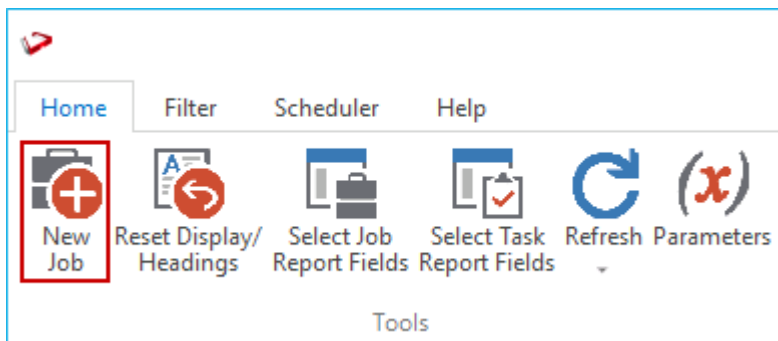 Home Filter Scheduler Help
A
(x)
New Reset Display/ Select Job Select Task Refresh Parameters
Job Headings Report Fields Report Fields
Tools